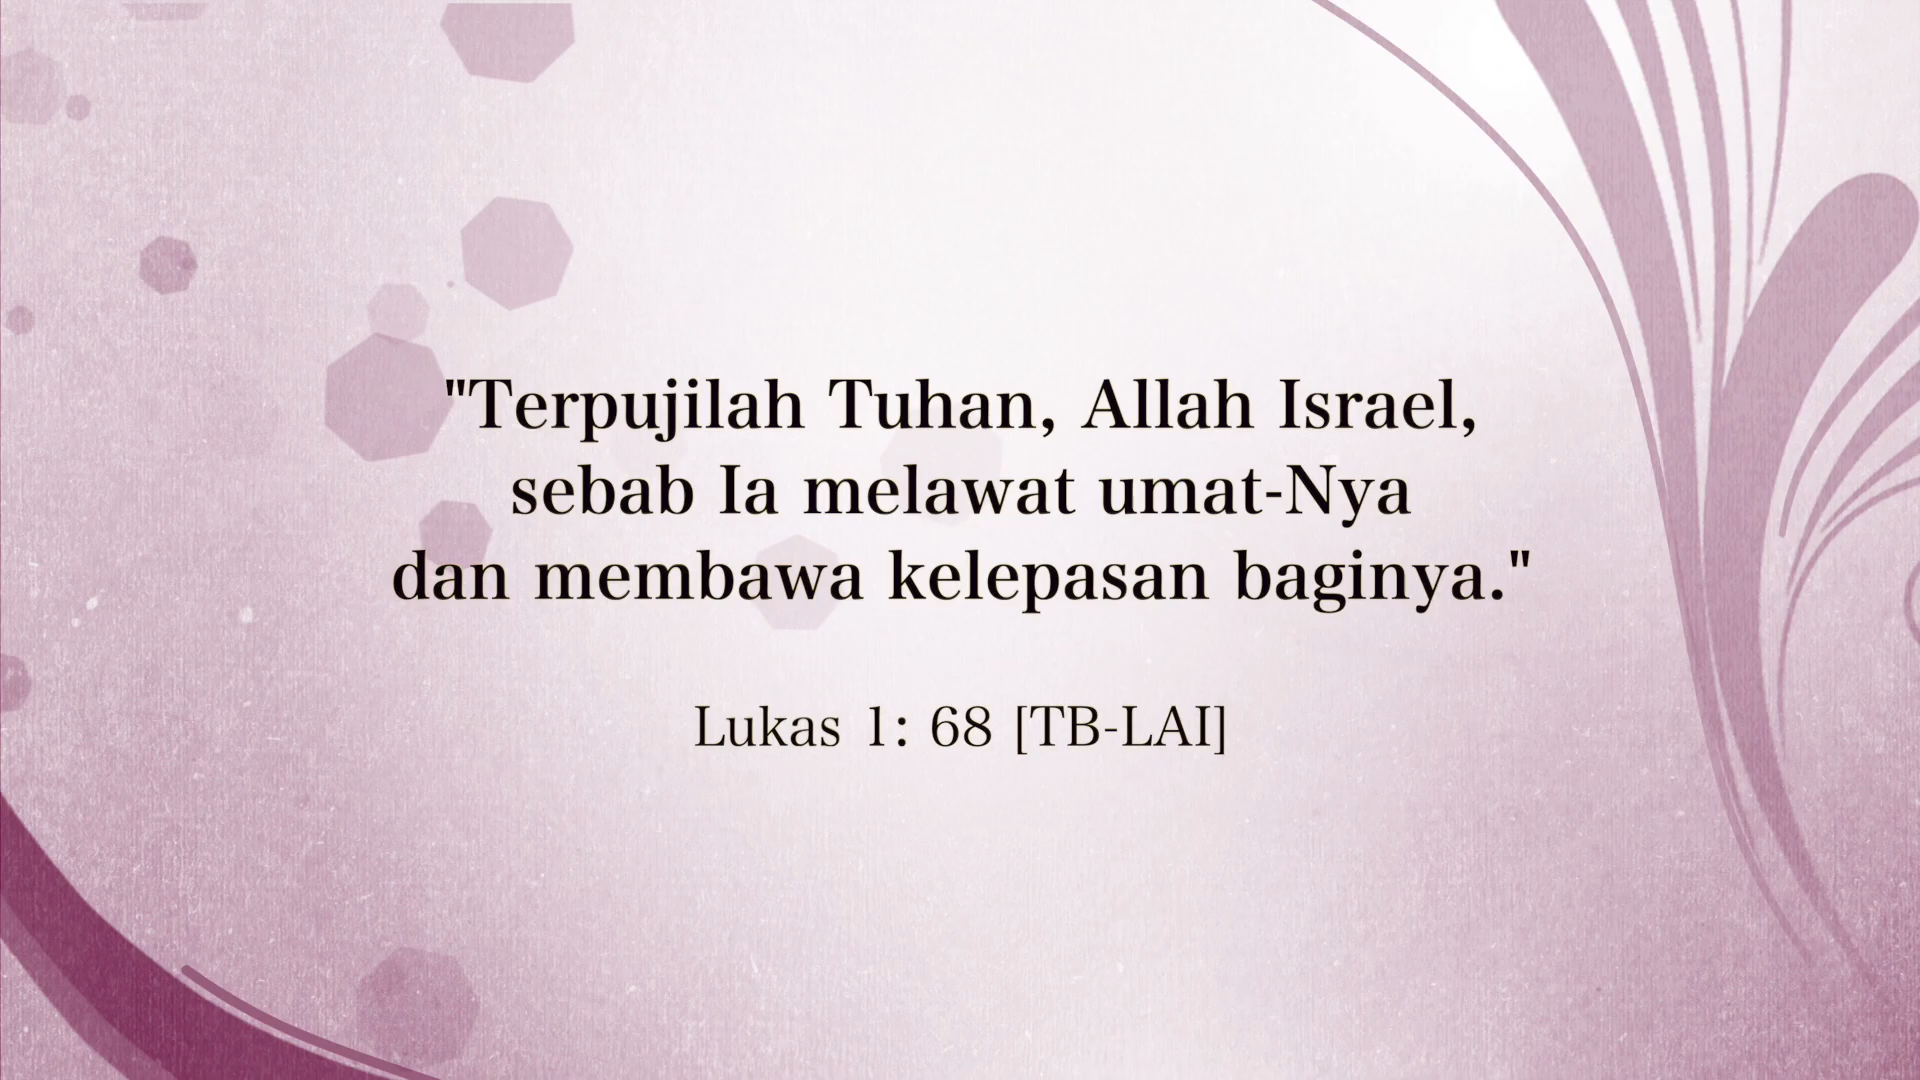 "Terpujilah Tuhan, Allah Israel,
sebab Ia melawat umat-Nya
dan membawa kelepasan baginya."
Lukas 1: 68 [TB-LAI]